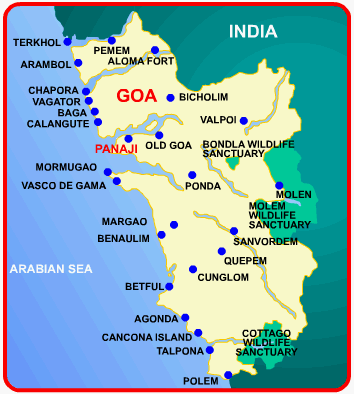 INDIA
TERKHOL
PEMEM
ALOMA FORT
ARAMBOL
CHAPORA
GOA
BICHOLIM
VAGATOR
BAGA
CALANGUTE
VALPOI
PANAJI
OLD GOA
BONDLA WILDLIFE
SANCTUARY
MORMUGAO
VASCO DE GAMA
PONDA
MOLEN
MOLEM
WILDLIFE
SANCTUARY
MARGAO
BENAULIM
SANVORDEM
QUEPEM
ARABIAN SEA
CUNGLOM
BETFUL
AGONDA
CANCONA ISLAND
TALPONA
COTTAGO
WILDLIFE
SANCTUARY
POLEM